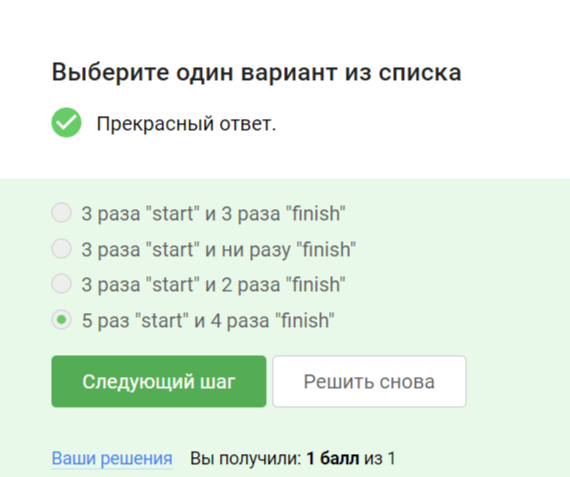 Выберите один вариант из списка
Прекрасный ответ.
3 раза "start" и 3 раза "finish"
3 раза "start" и ни разу "finish"
3 раза "start" и 2 раза "finish"
5 раз "start" и 4 раза "finish"
Следующий шаг Решить снова
Ваши решения Вы получили: 1 балл из 1